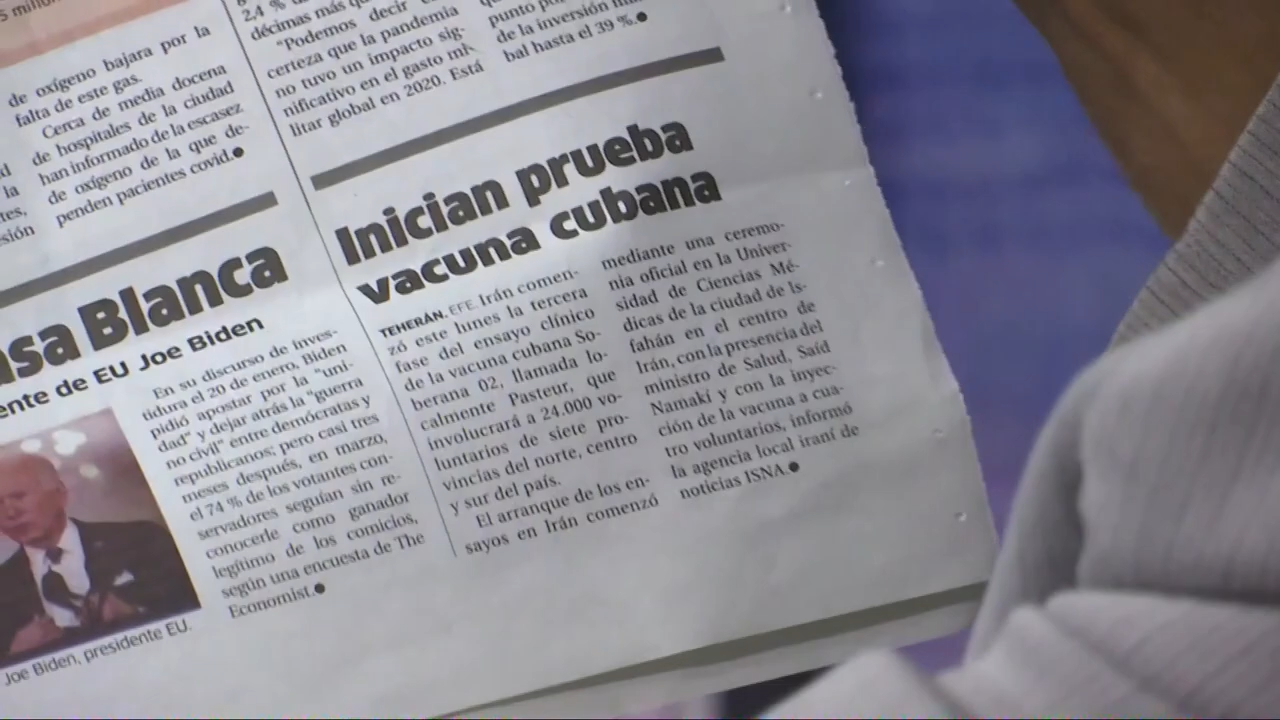 5 millon
de oxígeno bajara por la
falta de este gas.
Cerca de media docena
de hospitales de la ciudad
han informado de la escasez
de oxígeno de la que de-
penden pacientes covid.●
la
tes,
sión
2,4 %
décimas más
“Podemos decir
certeza que la pandemia
no tuvo un impacto sig-
nificativo en el gasto mi-
litar global en 2020. Está
punto
de la inversión
bal hasta el 39 %.●
asa Blanca
ente de EU Joe Biden
En su discurso de inves-
tidura el 20 de enero, Biden
pidió apostar por la “uni-
dad” y dejar atrás la “guerra
no civil” entre demócratas y
republicanos; pero casi tres
meses después, en marzo,
el 74 % de los votantes con-
servadores seguían sin re-
conocerle como ganador
legítimo de los comicios,
según una encuesta de The
Economist.●
Joe Biden, presidente EU.
Inician prueba
vacuna cubana
TEHERÁN. EFE. Irán comen-
zó este lunes la tercera
fase del ensayo clínico
de la vacuna cubana So-
berana 02, llamada lo-
calmente Pasteur, que
involucrará a 24.000 vo-
luntarios de siete pro-
vincias del norte, centro
y sur del país.
El arranque de los en-
sayos en Irán comenzó
mediante una ceremo-
nia oficial en la Univer-
sidad de Ciencias Mé-
dicas de la ciudad de Is-
fahán en el centro de
Irán, con la presencia del
ministro de Salud, Saíd
Namakí y con la inyec-
ción de la vacuna a cua-
tro voluntarios, informó
la agencia local iraní de
noticias ISNA.●